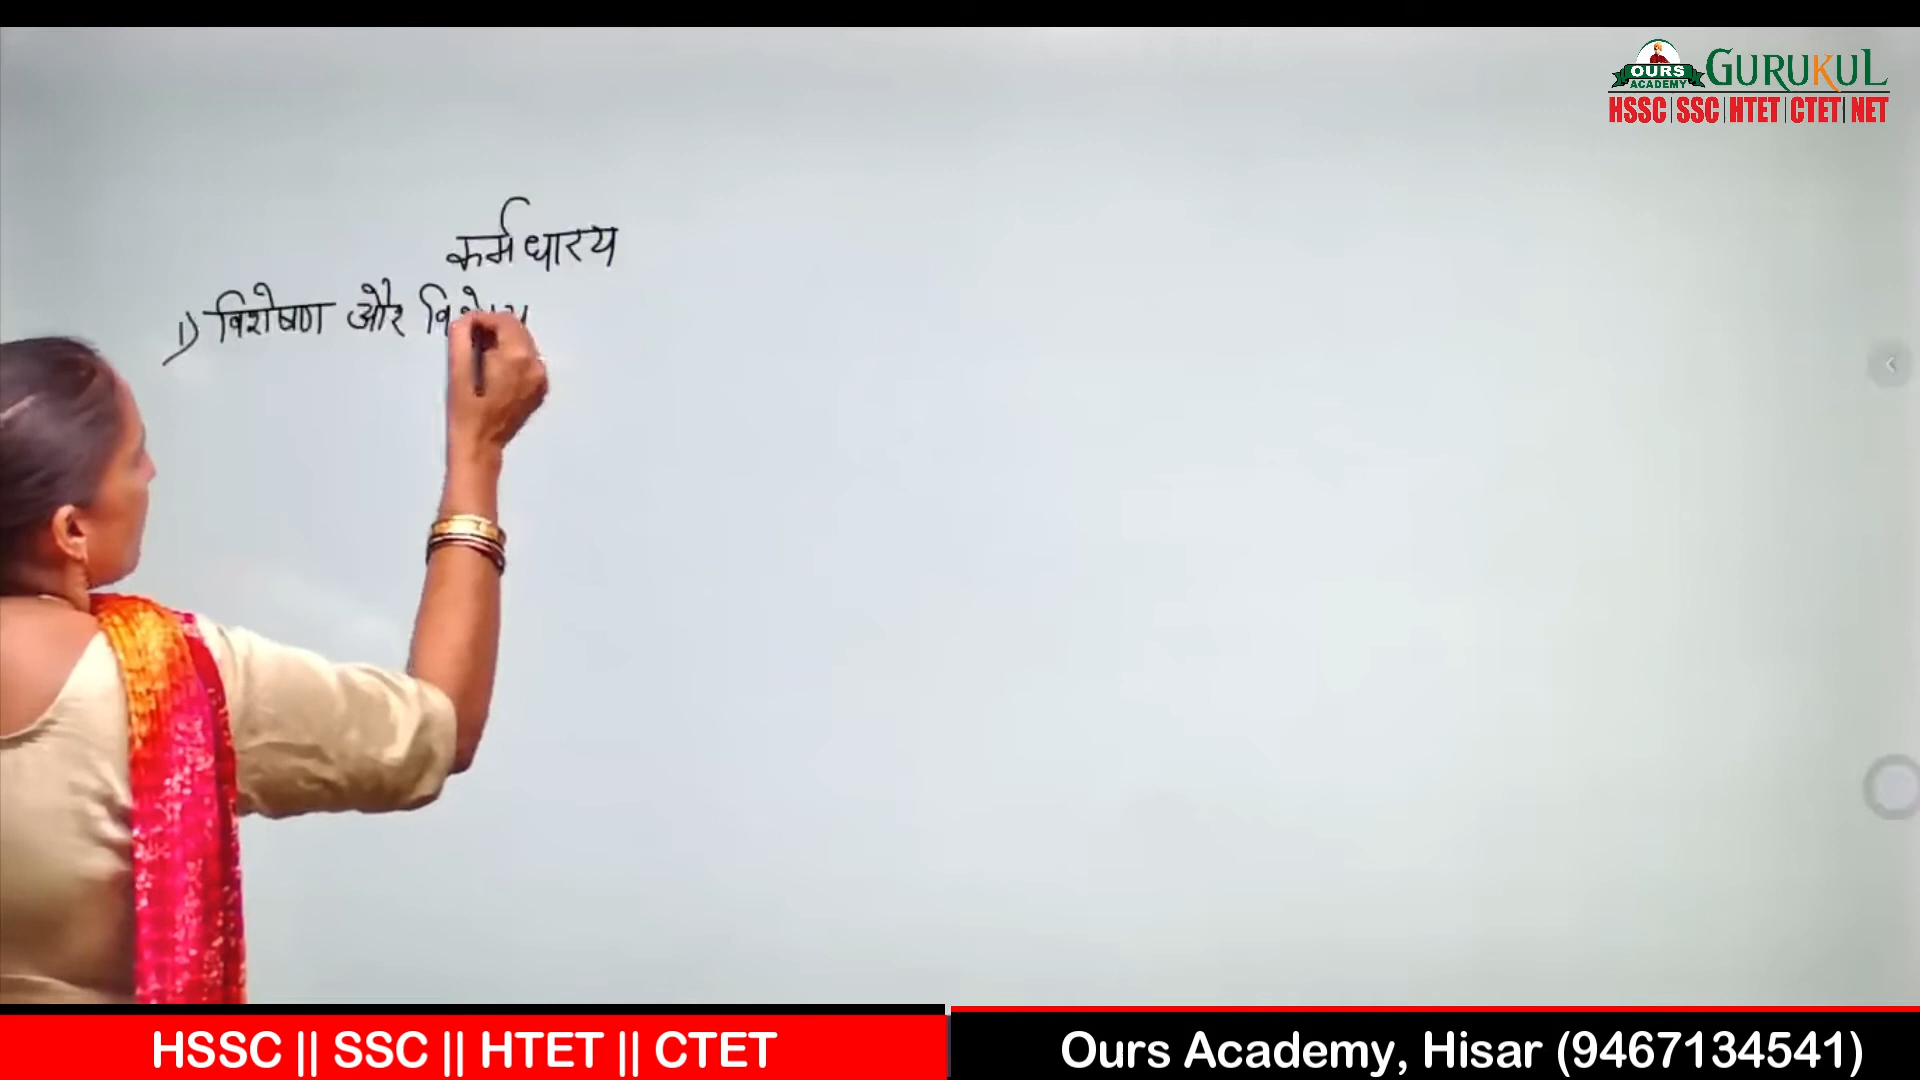 OURS
ACADEMY
GURUKUL
HSSC | SSC | HTET | CTET | NET
कर्मधारय
1) विशेषण और
HSSC || SSC || HTET || CTET
Ours Academy, Hisar (9467134541)